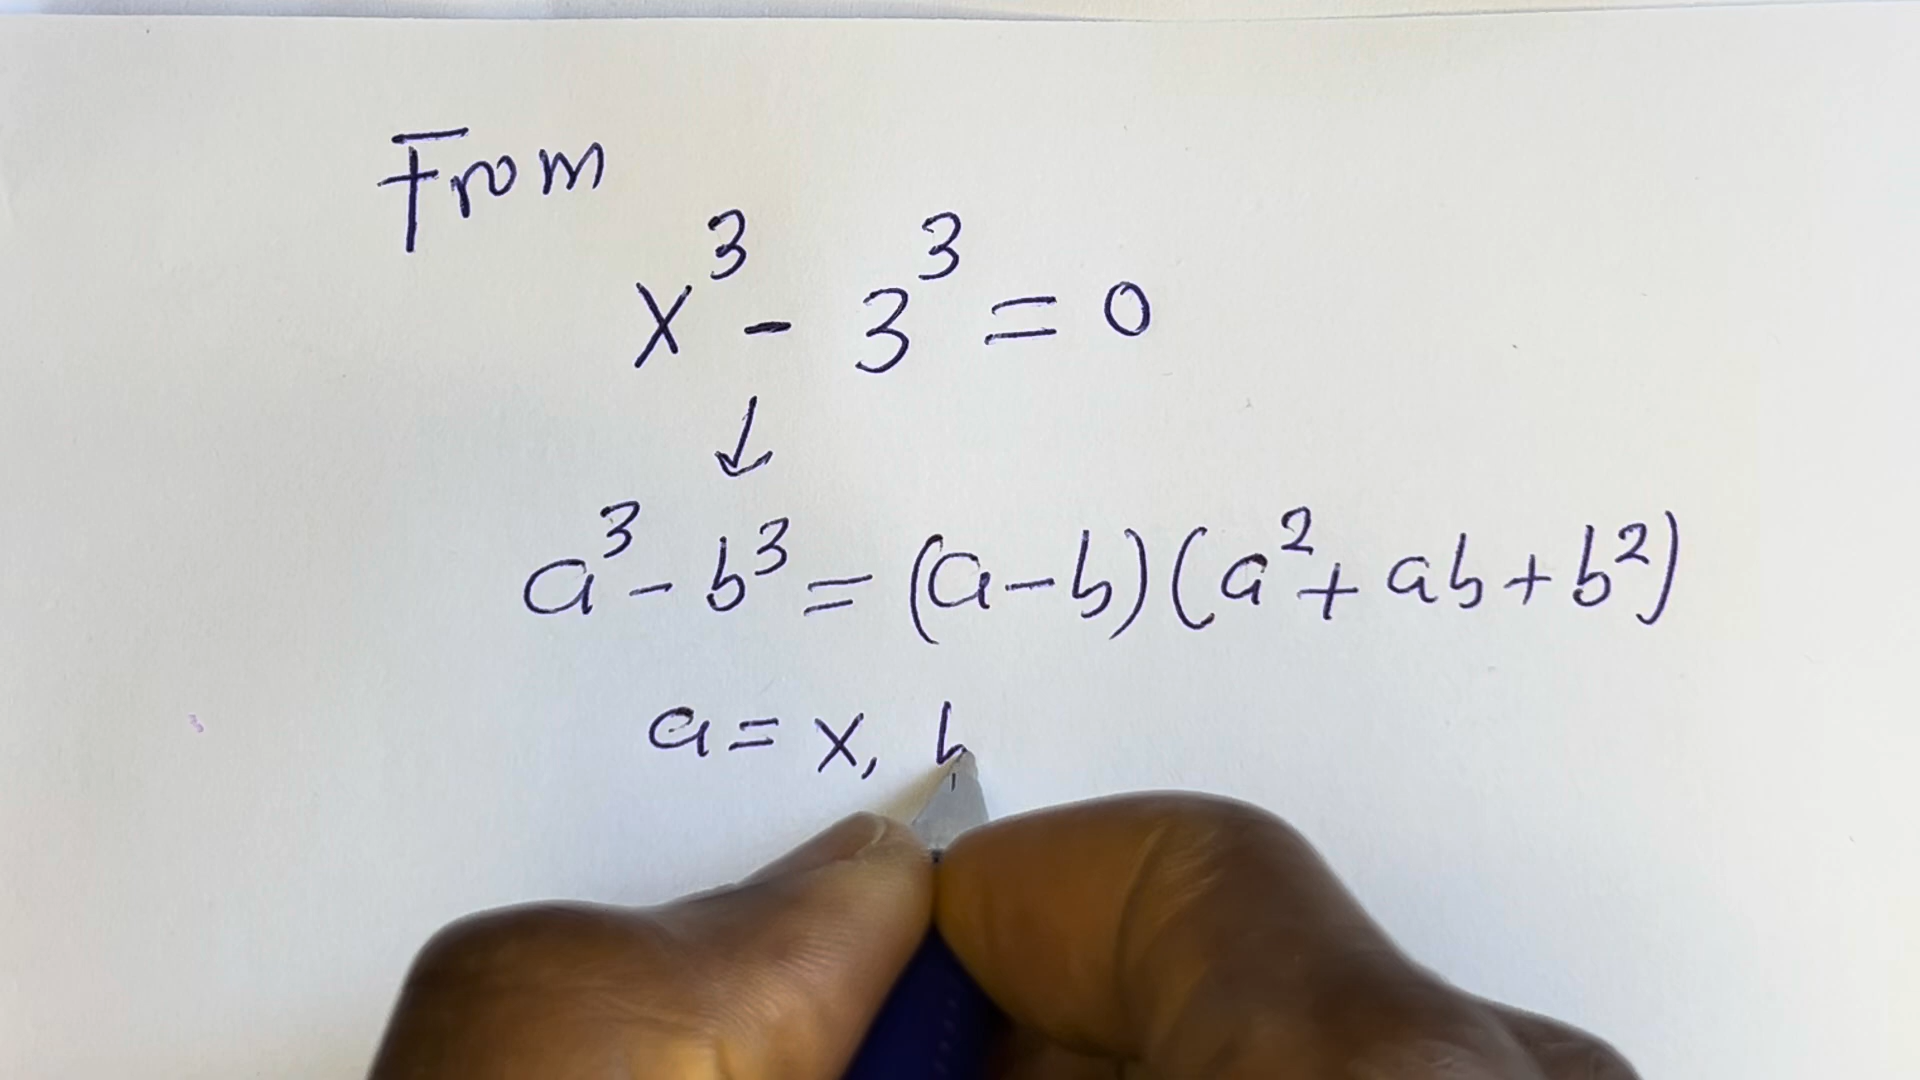 From
x³ - 3³ = 0
↓
a³ - b³ = (a - b)(a² + ab + b²)
a = x, b